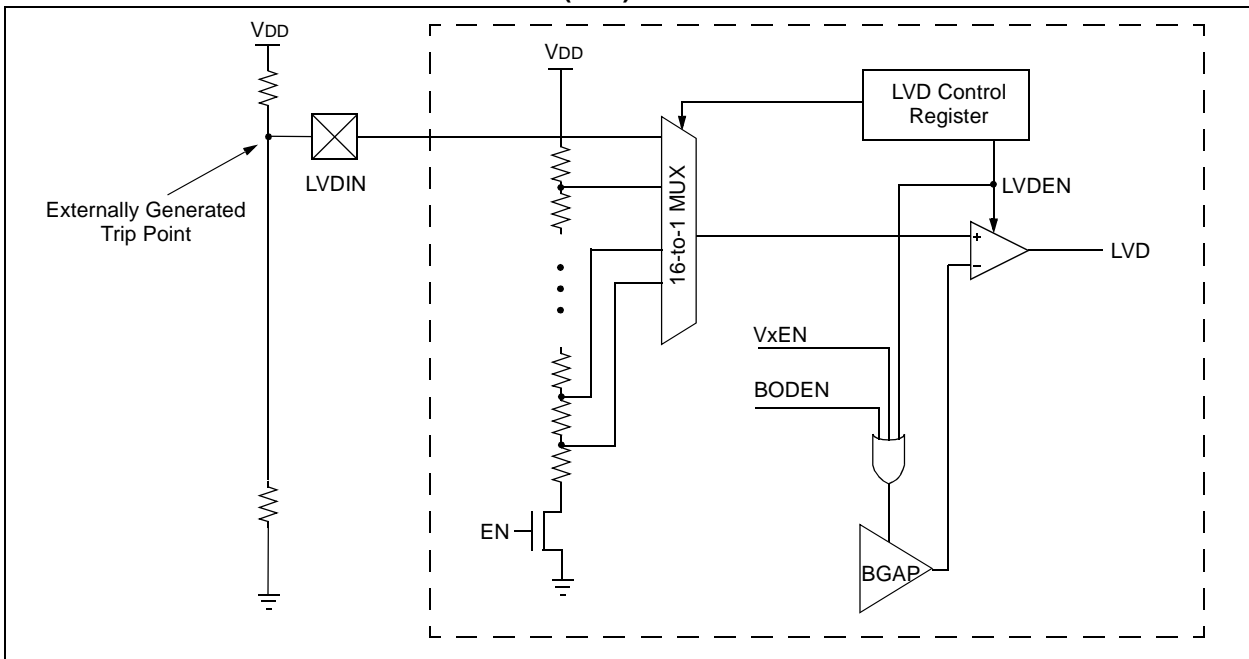 VDD
VDD
LVD Control
Register
LVDIN
16-to-1 MUX
LVDEN
Externally Generated
Trip Point
+
−
LVD
VxEN
BODEN
EN
BGAP